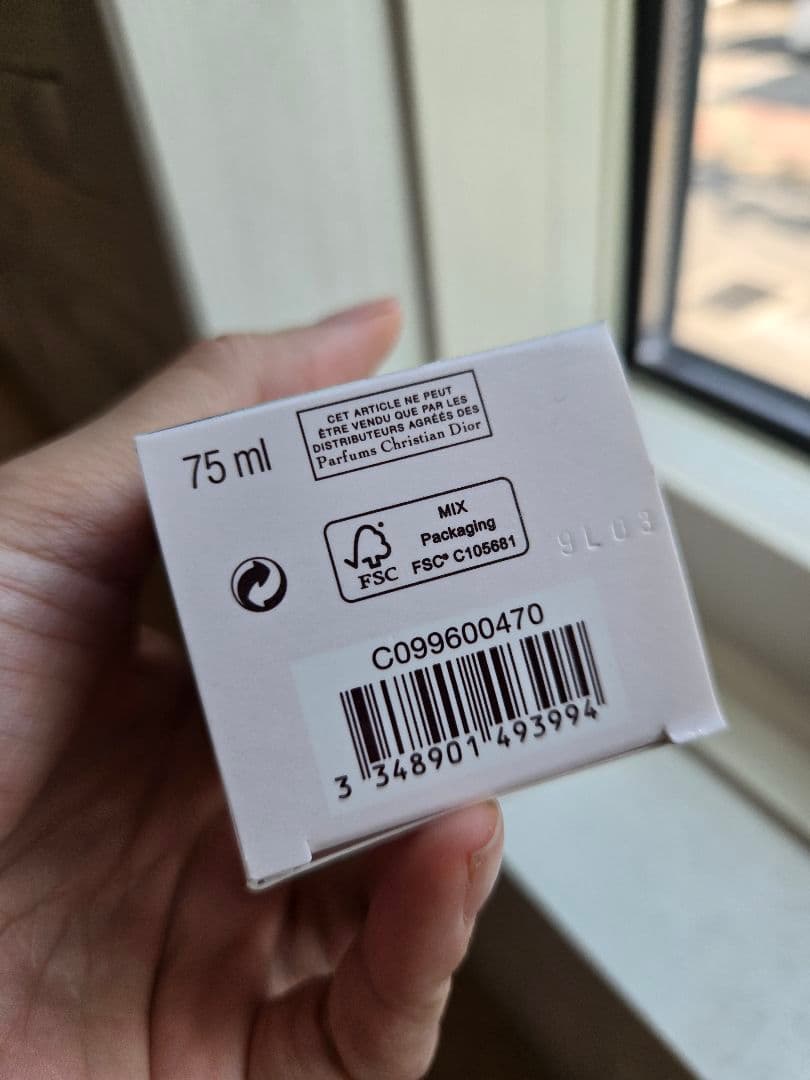 75 ml
CET ARTICLE NE PEUT
ÊTRE VENDU QUE PAR LES
DISTRIBUTEURS AGRÉÉS DES
Parfums Christian Dior
MIX
Packaging
FSC FSC® C105681
9L03
C099600470
3 348901 493994